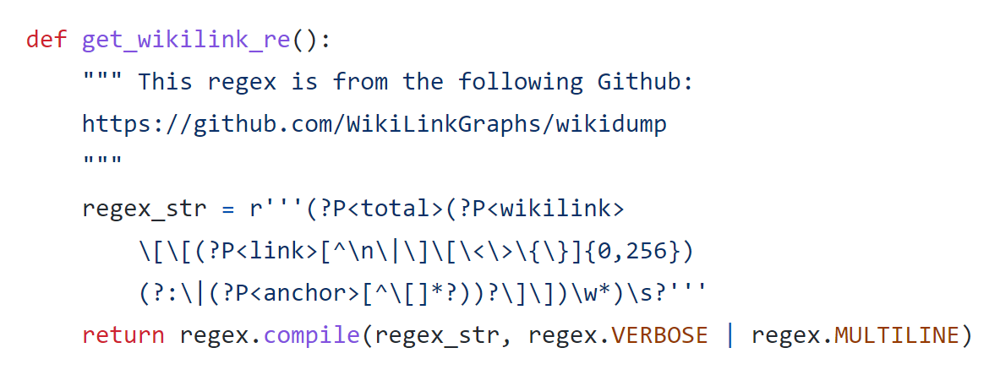 def get_wikilink_re():
    """ This regex is from the following Github:
    https://github.com/WikiLinkGraphs/wikidump
    """
    regex_str = r'''(?P<total>(?P<wikilink>
        \[\[(?P<link>[^\n\|\]\[\<\>\{\}]{0,256})
        (?:\|(?P<anchor>[^\[]*?))?\]\])\w*)\s?'''
    return regex.compile(regex_str, regex.VERBOSE | regex.MULTILINE)